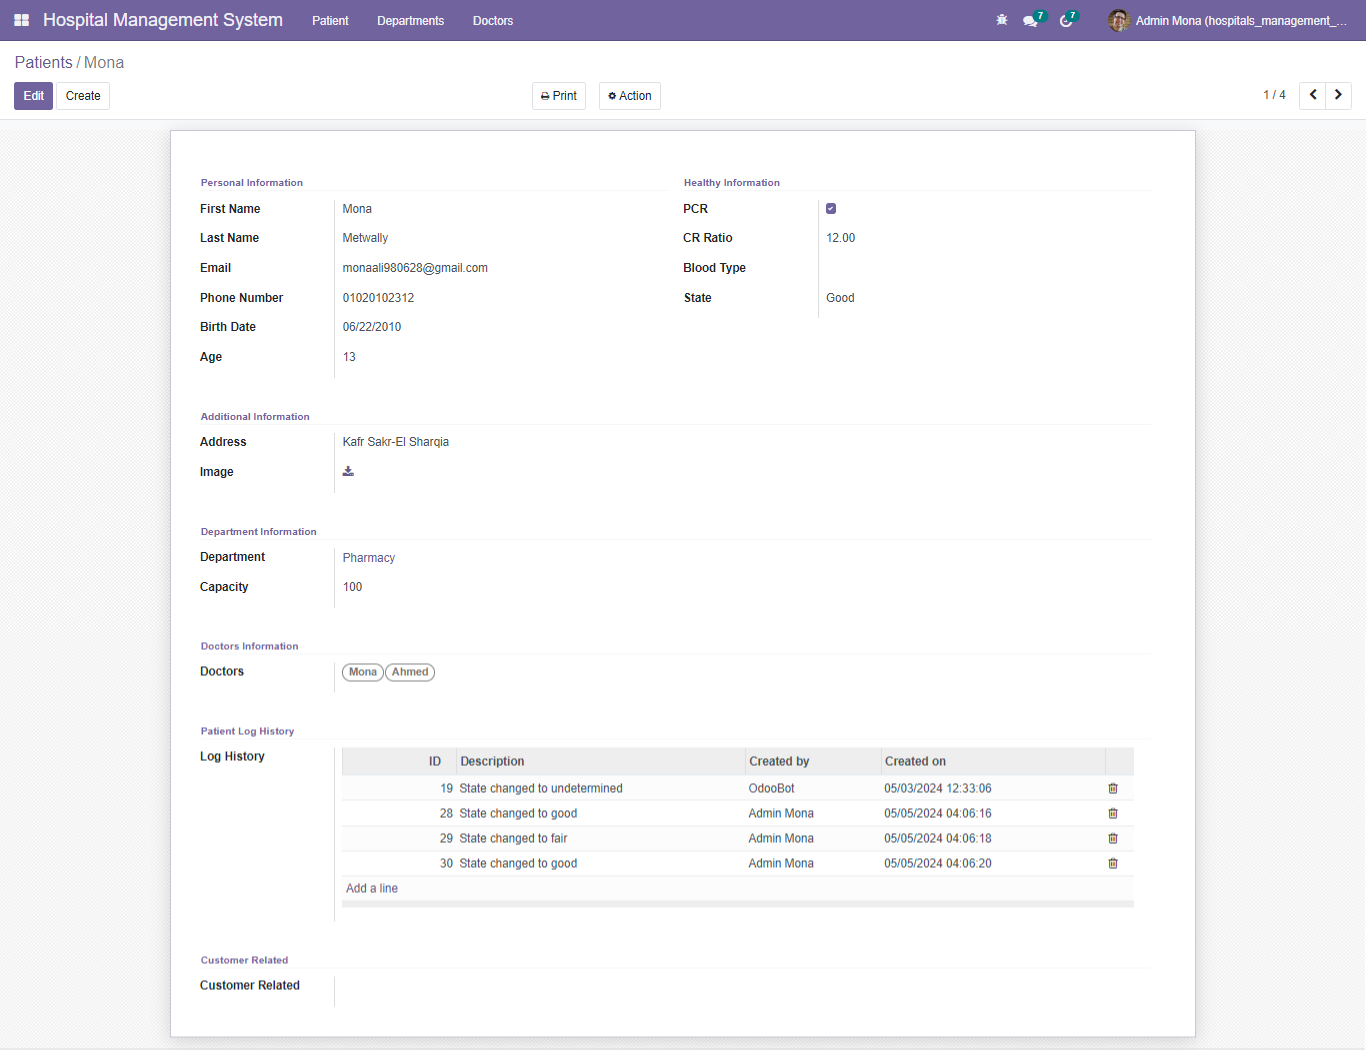 Hospital Management System Patient Departments Doctors 7 7 Admin Mona (hospitals_management_...
Patients / Mona
Edit Create Print Action 1 / 4
Personal Information
First Name Mona
Last Name Metwally
Email monaali980628@gmail.com
Phone Number 01020102312
Birth Date 06/22/2010
Age 13
Healthy Information
PCR
CR Ratio 12.00
Blood Type
State Good
Additional Information
Address Kafr Sakr-El Sharqia
Image
Department Information
Department Pharmacy
Capacity 100
Doctors Information
Doctors Mona Ahmed
Patient Log History
Log History
ID Description Created by Created on
19 State changed to undetermined OdooBot 05/03/2024 12:33:06
28 State changed to good Admin Mona 05/05/2024 04:06:16
29 State changed to fair Admin Mona 05/05/2024 04:06:18
30 State changed to good Admin Mona 05/05/2024 04:06:20
Add a line
Customer Related
Customer Related